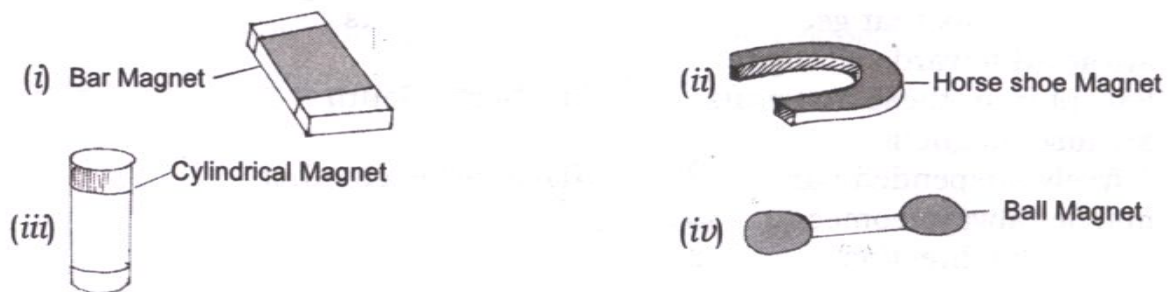 (i) Bar Magnet
(ii) Horse shoe Magnet
(iii) Cylindrical Magnet
(iv) Ball Magnet